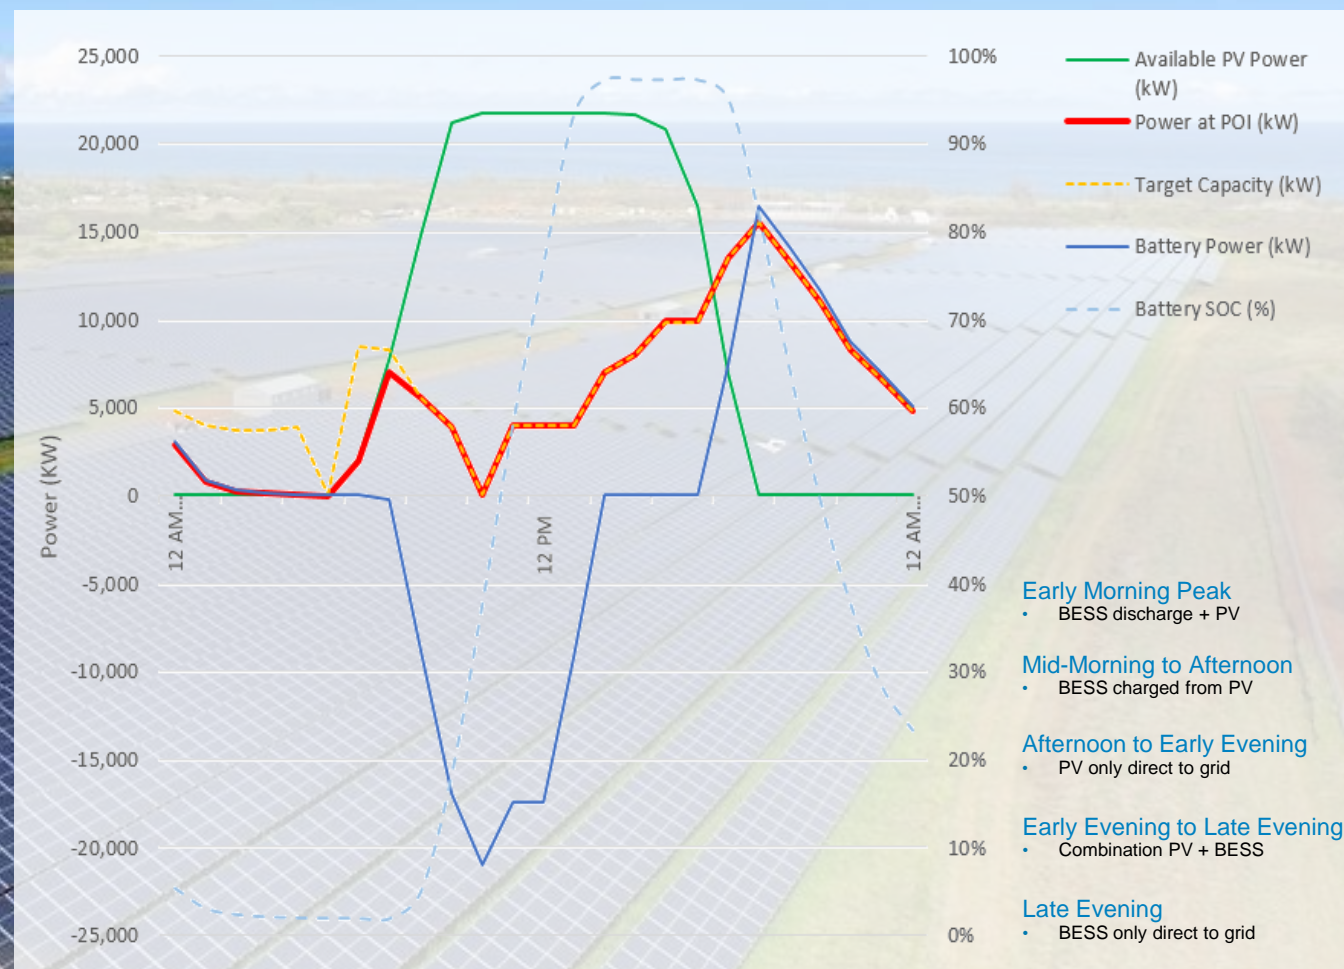 25,000
20,000
15,000
10,000
5,000
0
-5,000
-10,000
-15,000
-20,000
-25,000
Power (KW)
12 AM...
12 PM
12 AM...
100%
90%
80%
70%
60%
50%
40%
30%
20%
10%
0%
Available PV Power
(kW)
Power at POI (kW)
Target Capacity (kW)
Battery Power (kW)
Battery SOC (%)
Early Morning Peak
• BESS discharge + PV
Mid-Morning to Afternoon
• BESS charged from PV
Afternoon to Early Evening
• PV only direct to grid
Early Evening to Late Evening
• Combination PV + BESS
Late Evening
• BESS only direct to grid